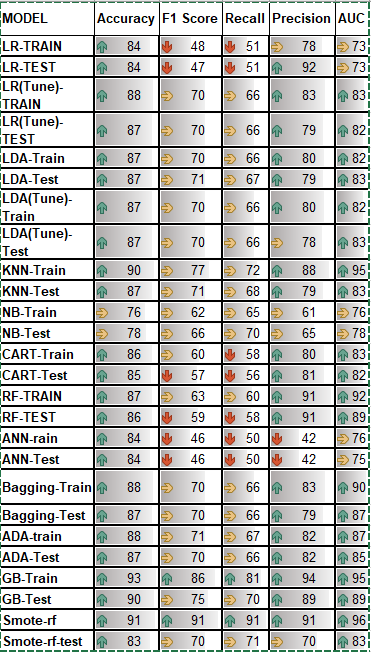 MODEL Accuracy F1 Score Recall Precision AUC
LR-TRAIN 84 48 51 78 73
LR-TEST 84 47 51 92 73
LR(Tune)-
TRAIN 88 70 66 83 83
LR(Tune)-
TEST 87 70 66 79 82
LDA-Train 87 70 66 80 82
LDA-Test 87 71 67 79 83
LDA(Tune)-
Train 87 70 66 80 82
LDA(Tune)-
Test 87 70 66 78 83
KNN-Train 90 77 72 88 95
KNN-Test 87 71 68 79 83
NB-Train 76 62 65 61 76
NB-Test 78 66 70 65 78
CART-Train 86 60 58 80 83
CART-Test 85 57 56 81 82
RF-TRAIN 87 63 60 91 92
RF-TEST 86 59 58 91 89
ANN-rain 84 46 50 42 76
ANN-Test 84 46 50 42 75
Bagging-Train 88 70 66 83 90
Bagging-Test 87 70 66 79 87
ADA-train 88 71 67 82 87
ADA-Test 87 70 66 82 85
GB-Train 93 86 81 94 95
GB-Test 90 75 70 89 89
Smote-rf 91 91 91 91 96
Smote-rf-test 83 70 71 70 83